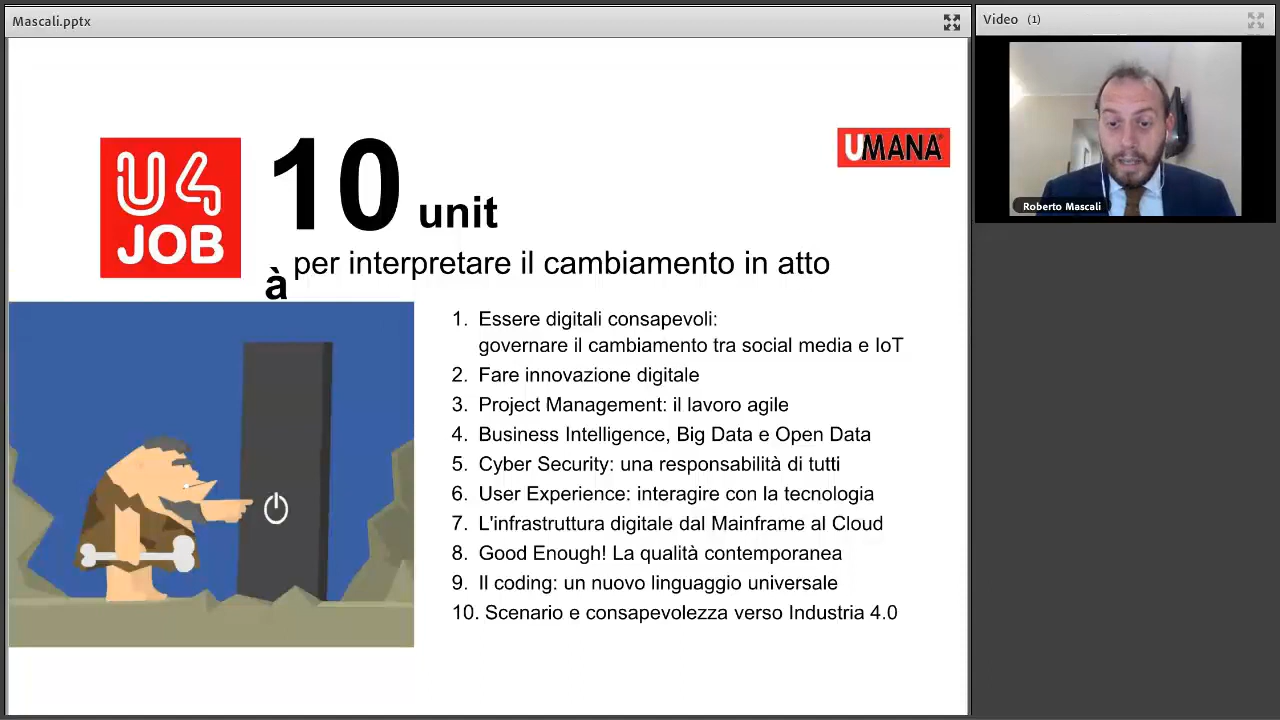 Mascali.pptx
Video (1)
Roberto Mascali
U4
JOB
10 unit
à
per interpretare il cambiamento in atto
UMANA
1. Essere digitali consapevoli:
governare il cambiamento tra social media e IoT
2. Fare innovazione digitale
3. Project Management: il lavoro agile
4. Business Intelligence, Big Data e Open Data
5. Cyber Security: una responsabilità di tutti
6. User Experience: interagire con la tecnologia
7. L'infrastruttura digitale dal Mainframe al Cloud
8. Good Enough! La qualità contemporanea
9. Il coding: un nuovo linguaggio universale
10. Scenario e consapevolezza verso Industria 4.0